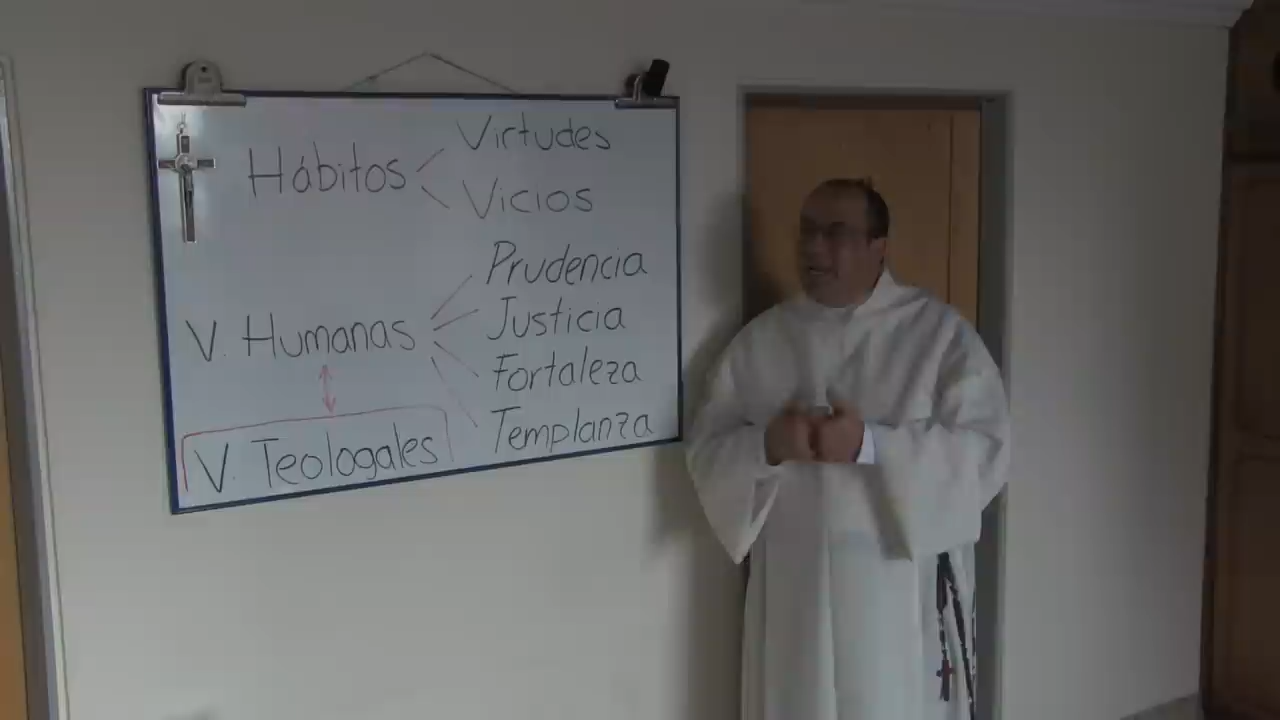 Hábitos
Virtudes
Vicios
V. Humanas
Prudencia
Justicia
Fortaleza
Templanza
V. Teologales